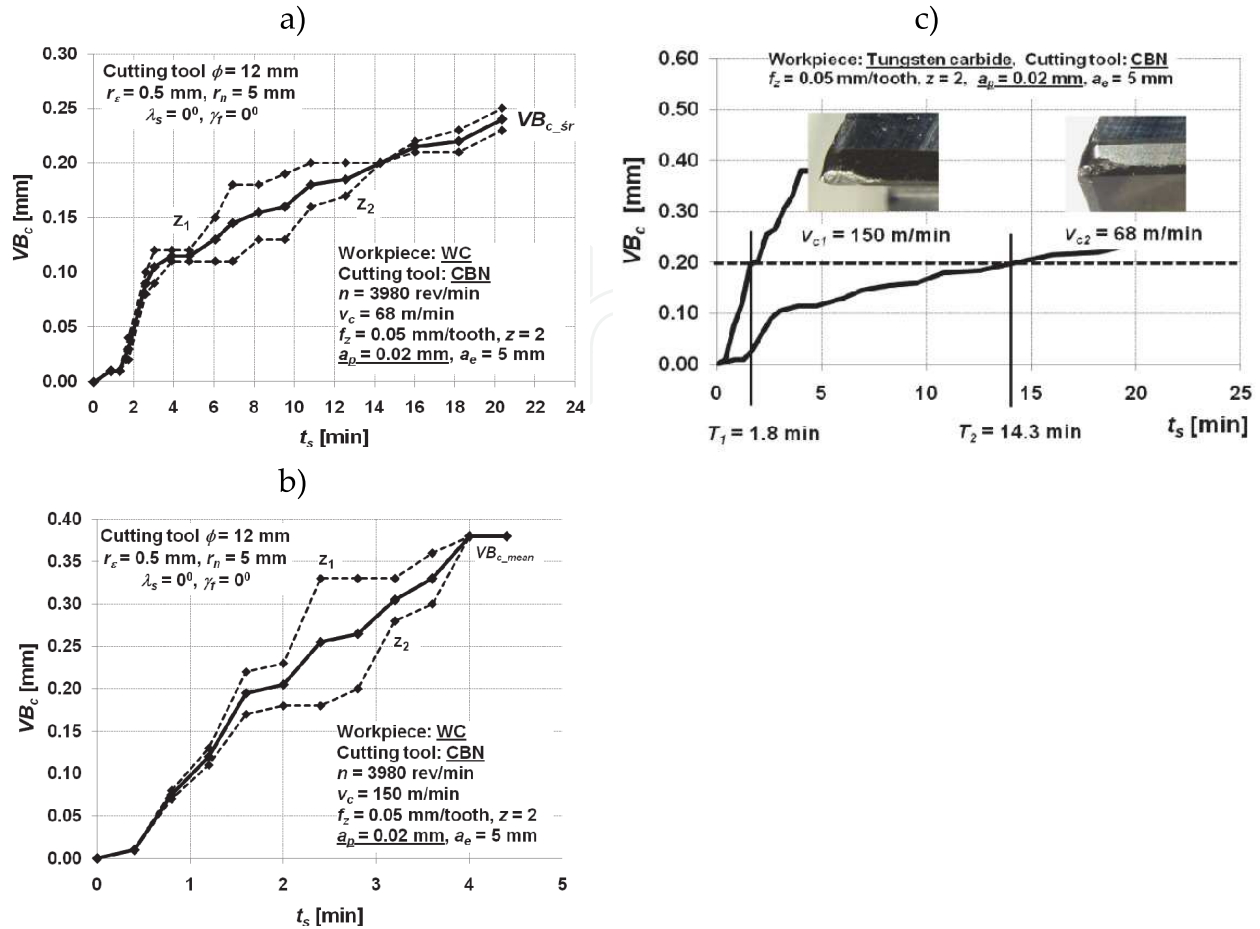 a)
0.30
0.25
0.20
0.15
0.10
0.05
0.00
VBc [mm]
Cutting tool ϕ = 12 mm
rε = 0.5 mm, rn = 5 mm
λs = 0⁰, γf = 0⁰
VBc_śr
z1
z2
Workpiece: WC
Cutting tool: CBN
n = 3980 rev/min
vc = 68 m/min
fz = 0.05 mm/tooth, z = 2
ap = 0.02 mm, ae = 5 mm
0 2 4 6 8 10 12 14 16 18 20 22 24
ts [min]
b)
0.40
0.35
0.30
0.25
0.20
0.15
0.10
0.05
0.00
VBc [mm]
Cutting tool ϕ = 12 mm
rε = 0.5 mm, rn = 5 mm
λs = 0⁰, γf = 0⁰
z1
VBc_mean
z2
Workpiece: WC
Cutting tool: CBN
n = 3980 rev/min
vc = 150 m/min
fz = 0.05 mm/tooth, z = 2
ap = 0.02 mm, ae = 5 mm
0 1 2 3 4 5
ts [min]
c)
0.60
0.50
0.40
0.30
0.20
0.10
0.00
VBc [mm]
Workpiece: Tungsten carbide, Cutting tool: CBN
fz = 0.05 mm/tooth, z = 2, ap = 0.02 mm, ae = 5 mm
vc1 = 150 m/min
vc2 = 68 m/min
0 5 10 15 20 25
T1 = 1.8 min
T2 = 14.3 min
ts [min]